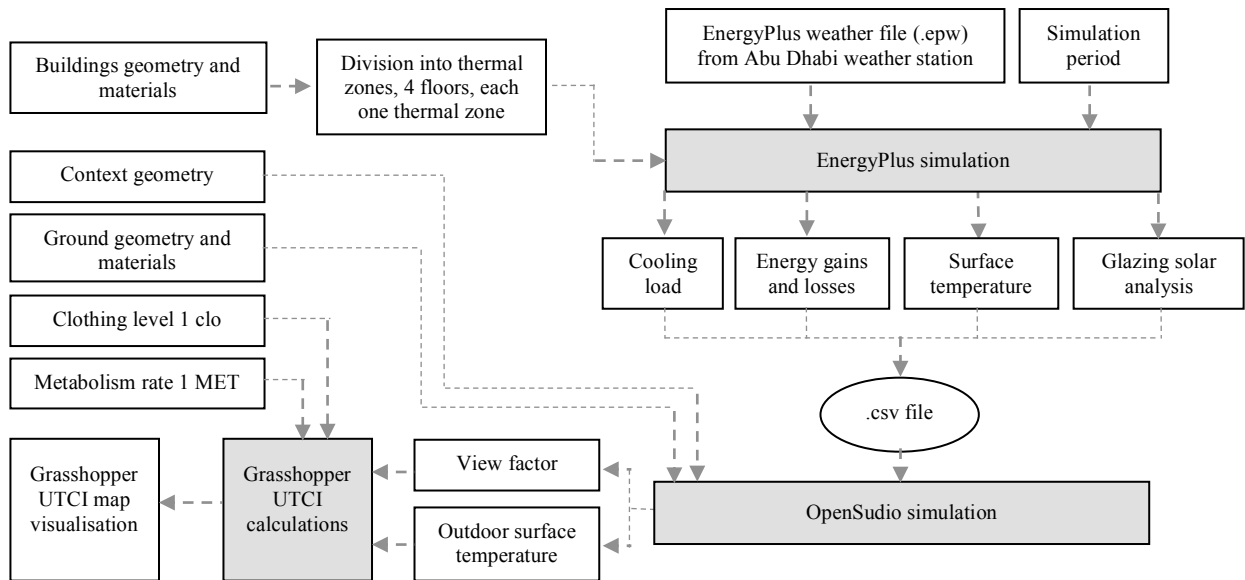 Buildings geometry and
materials
Division into thermal
zones, 4 floors, each
one thermal zone
EnergyPlus weather file (.epw)
from Abu Dhabi weather station
Simulation
period
EnergyPlus simulation
Context geometry
Ground geometry and
materials
Clothing level 1 clo
Metabolism rate 1 MET
Cooling
load
Energy gains
and losses
Surface
temperature
Glazing solar
analysis
.csv file
Grasshopper
UTCI map
visualisation
Grasshopper
UTCI
calculations
View factor
Outdoor surface
temperature
OpenSudio simulation